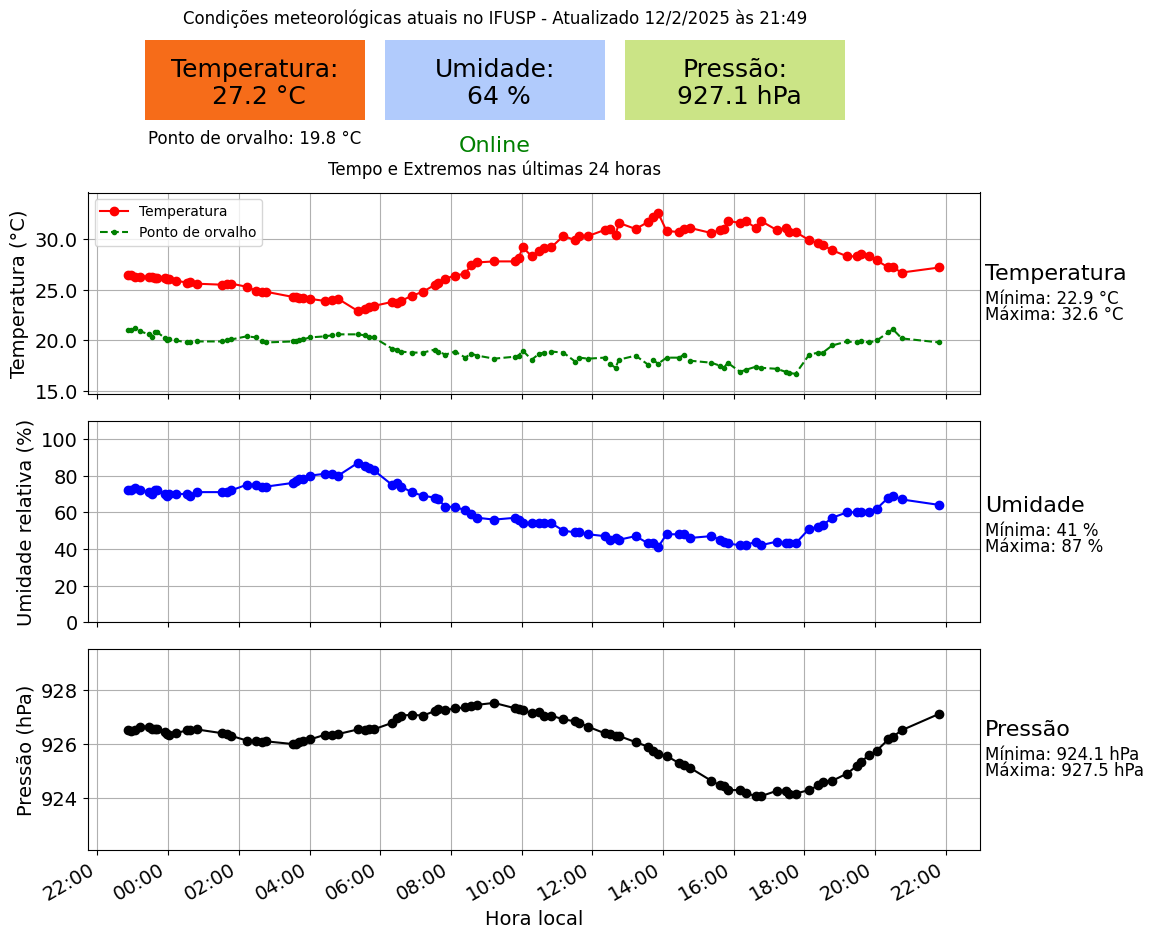 Condições meteorológicas atuais no IFUSP - Atualizado 12/2/2025 às 21:49
Temperatura:
27.2 °C
Umidade:
64 %
Pressão:
927.1 hPa
Ponto de orvalho: 19.8 °C
Online
Tempo e Extremos nas últimas 24 horas
Temperatura (°C)
30.0
25.0
20.0
15.0
Temperatura
Ponto de orvalho
Temperatura
Mínima: 22.9 °C
Máxima: 32.6 °C
Umidade relativa (%)
100
80
60
40
20
0
Umidade
Mínima: 41 %
Máxima: 87 %
Pressão (hPa)
928
926
924
Pressão
Mínima: 924.1 hPa
Máxima: 927.5 hPa
22:00
00:00
02:00
04:00
06:00
08:00
10:00
12:00
14:00
16:00
18:00
20:00
22:00
Hora local